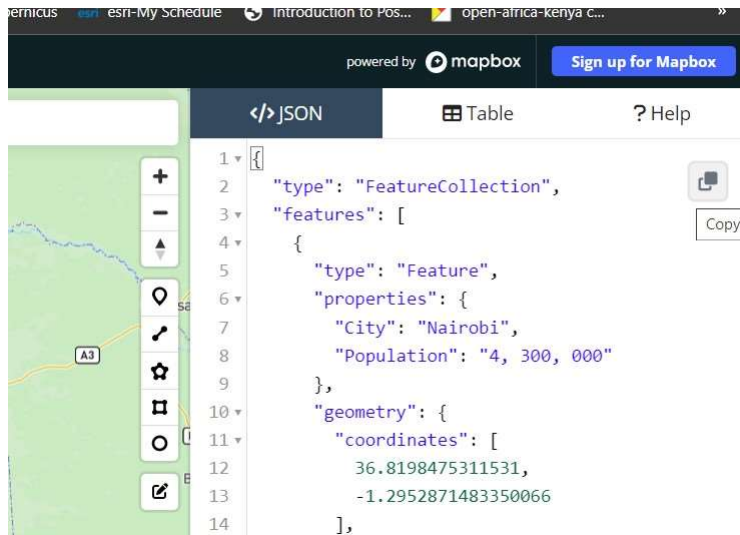 esri esri-My Schedule Introduction to Pos... open-africa-kenya c... »
powered by mapbox Sign up for Mapbox
</> JSON Table ? Help
1 {
2 "type": "FeatureCollection",
3 "features": [
Copy
4 {
5 "type": "Feature",
6 "properties": {
7 "City": "Nairobi",
8 "Population": "4, 300, 000"
9 },
10 "geometry": {
11 "coordinates": [
12 36.8198475311531,
13 -1.2952871483350066
14 ],
A3